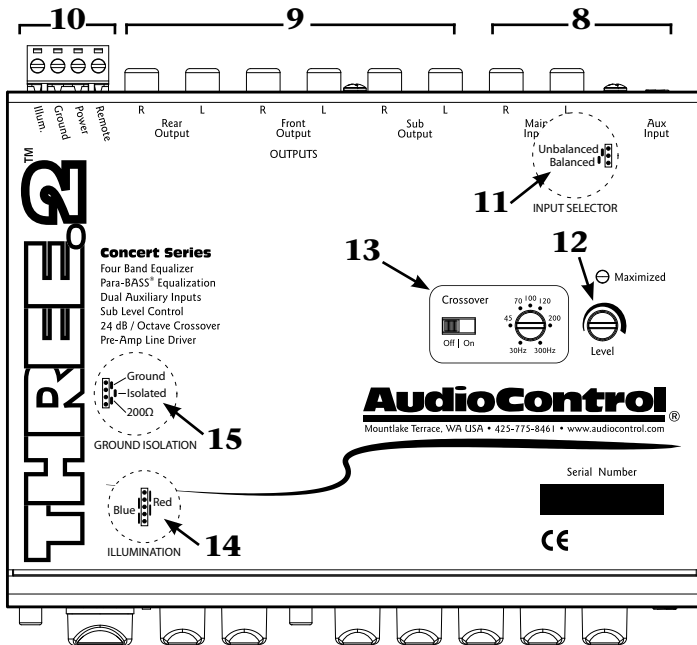 10 9 8
Illum. Ground Power Remote
R L R L R L R L
Rear Output
Front Output
Sub Output
Main
Aux Input
OUTPUTS
Unbalanced
Balanced
11
INPUT SELECTOR
THREE.2™
Concert Series
Four Band Equalizer
Para-BASS® Equalization
Dual Auxiliary Inputs
Sub Level Control
24 dB / Octave Crossover
Pre-Amp Line Driver
13
12
Crossover
Off | On
30Hz 45 70 100 120 200 300Hz
Maximized
Level
Ground
Isolated
200Ω
GROUND ISOLATION
15
AudioControl®
Mountlake Terrace, WA USA • 425-775-8461 • www.audiocontrol.com
Serial Number
Blue Red
ILLUMINATION
14
CE